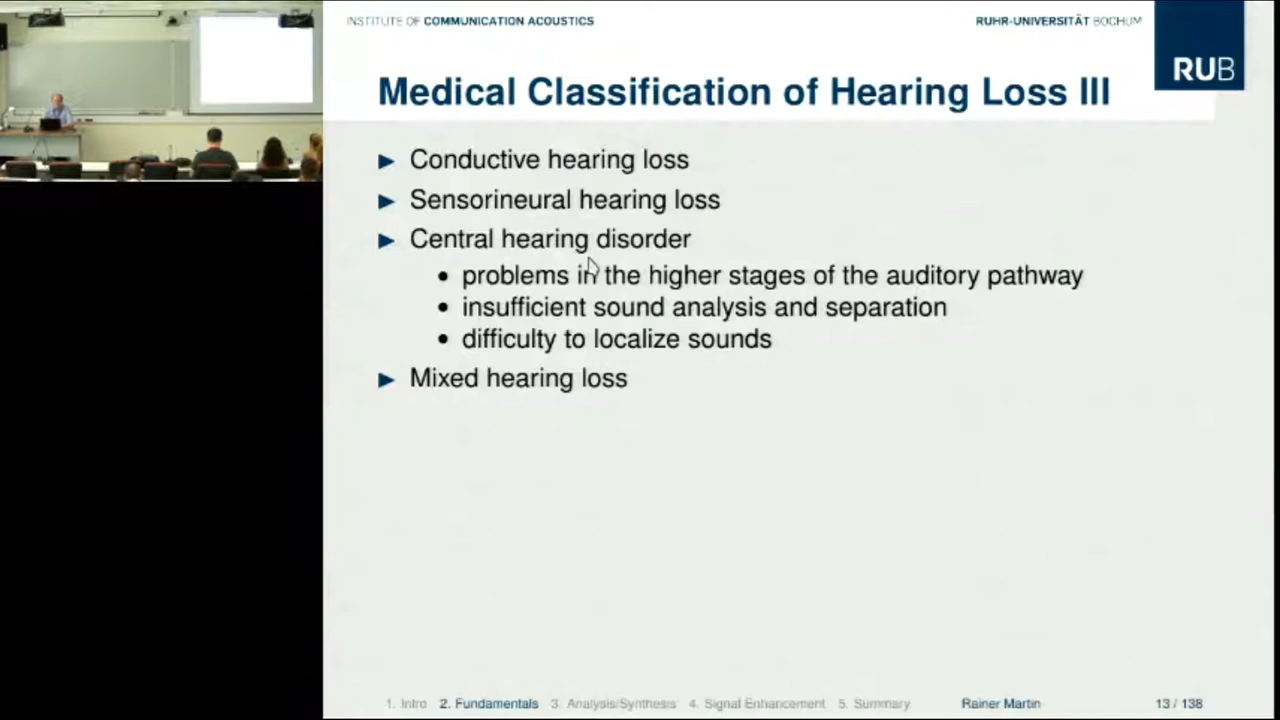 INSTITUTE OF COMMUNICATION ACOUSTICS
RUHR-UNIVERSITÄT BOCHUM
RUB
Medical Classification of Hearing Loss III
Conductive hearing loss
Sensorineural hearing loss
Central hearing disorder
problems in the higher stages of the auditory pathway
insufficient sound analysis and separation
difficulty to localize sounds
Mixed hearing loss
1. Intro 2. Fundamentals 3. Analysis/Synthesis 4. Signal Enhancement 5. Summary Rainer Martin 13 / 138